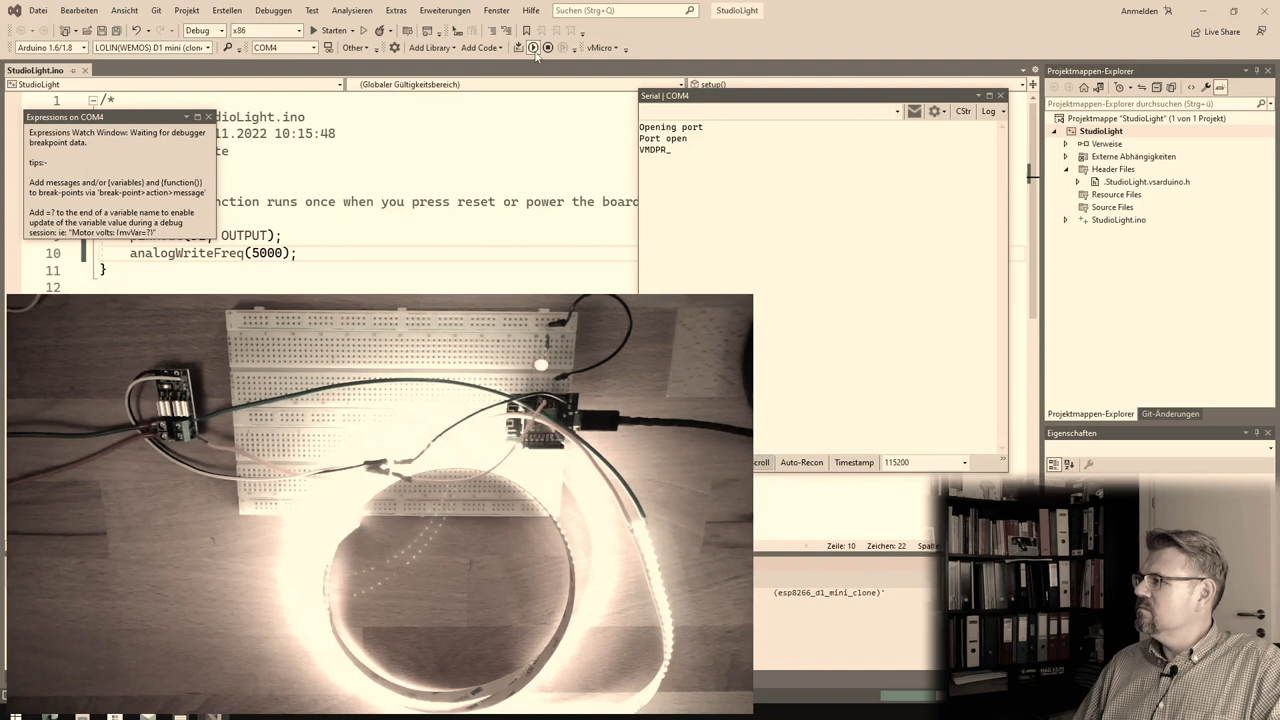 Datei Bearbeiten Ansicht Git Projekt Erstellen Debuggen Test Analysieren Extras Erweiterungen Fenster Hilfe Suchen (Strg+Q) StudioLight Anmelden
Debug x86 Starten Live Share
Arduino 1.6/1.8 LOLIN(WEMOS) D1 mini (clone) COM4 Other Add Library Add Code vMicro
StudioLight.ino
StudioLight (Globaler Gültigkeitsbereich) setup()
1 /*
dioLight.ino
11.2022 10:15:48
te
nction runs once when you press reset or power the board
OUTPUT);
10 analogWriteFreq(5000);
11 }
12
Expressions on COM4
Expressions Watch Window: Waiting for debugger
breakpoint data.
tips:-
Add messages and/or {variables} and {function()}
to break-points via 'break-point>action>message'
Add =? to the end of a variable name to enable
update of the variable value during a debug
session: ie: "Motor volts: {mvVar=?}"
Serial | COM4
CStr Log
Opening port
Port open
VMDPR_
croll Auto-Recon Timestamp 115200
Zeile: 10 Zeichen: 22 Spalte
(esp8266_d1_mini_clone)'
Projektmappen-Explorer
Projektmappen-Explorer durchsuchen (Strg+ü)
Projektmappe "StudioLight" (1 von 1 Projekt)
StudioLight
Verweise
Externe Abhängigkeiten
Header Files
.StudioLight.vsarduino.h
Resource Files
Source Files
StudioLight.ino
Projektmappen-Explorer Git-Änderungen
Eigenschaften